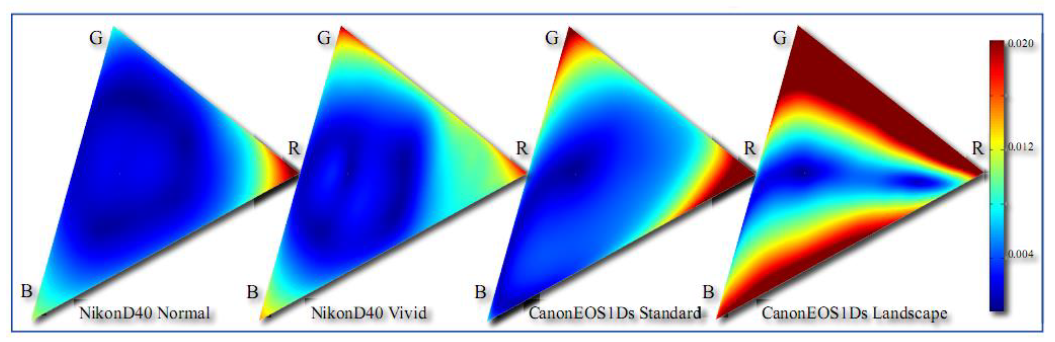 G G G G 0.020
R R R R 0.012
0.004
B B B B
NikonD40 Normal NikonD40 Vivid CanonEOS1Ds Standard CanonEOS1Ds Landscape